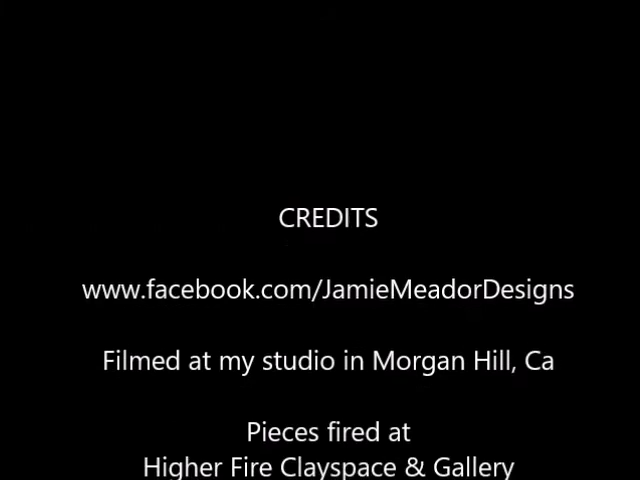 CREDITS
www.facebook.com/JamieMeadorDesigns
Filmed at my studio in Morgan Hill, Ca
Pieces fired at
Higher Fire Clayspace & Gallery